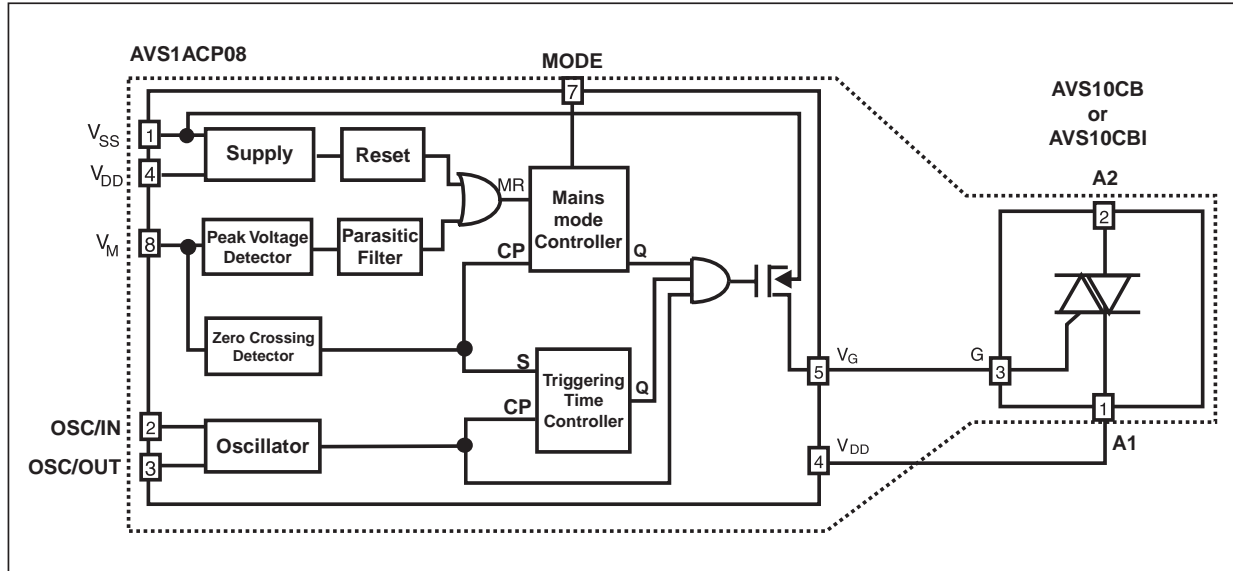 AVS1ACP08
MODE
7
AVS10CB
or
AVS10CBI
VSS
1
Supply
Reset
VDD
4
MR
Mains
mode
Controller
A2
2
VM
8
Peak Voltage
Detector
Parasitic
Filter
CP
Q
Zero Crossing
Detector
S
Triggering
Time
Controller
Q
CP
5
VG
G
3
OSC/IN
2
Oscillator
OSC/OUT
3
4
VDD
1
A1